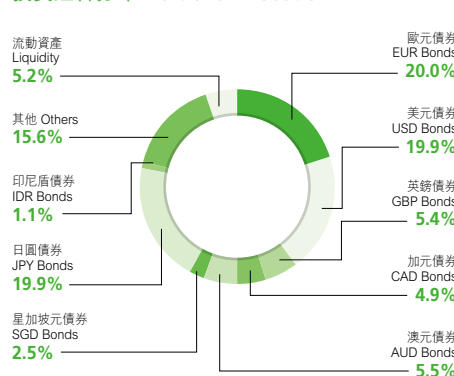 流動資產
Liquidity
5.2%
其他 Others
15.6%
印尼盾債券
IDR Bonds
1.1%
日圓債券
JPY Bonds
19.9%
星加坡元債券
SGD Bonds
2.5%
歐元債券
EUR Bonds
20.0%
美元債券
USD Bonds
19.9%
英鎊債券
GBP Bonds
5.4%
加元債券
CAD Bonds
4.9%
澳元債券
AUD Bonds
5.5%